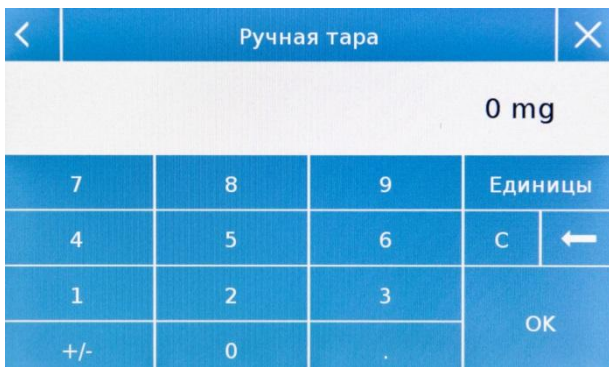 Ручная тара
0 mg
7 8 9 Единицы
4 5 6 C
1 2 3
OK
+/- 0 .